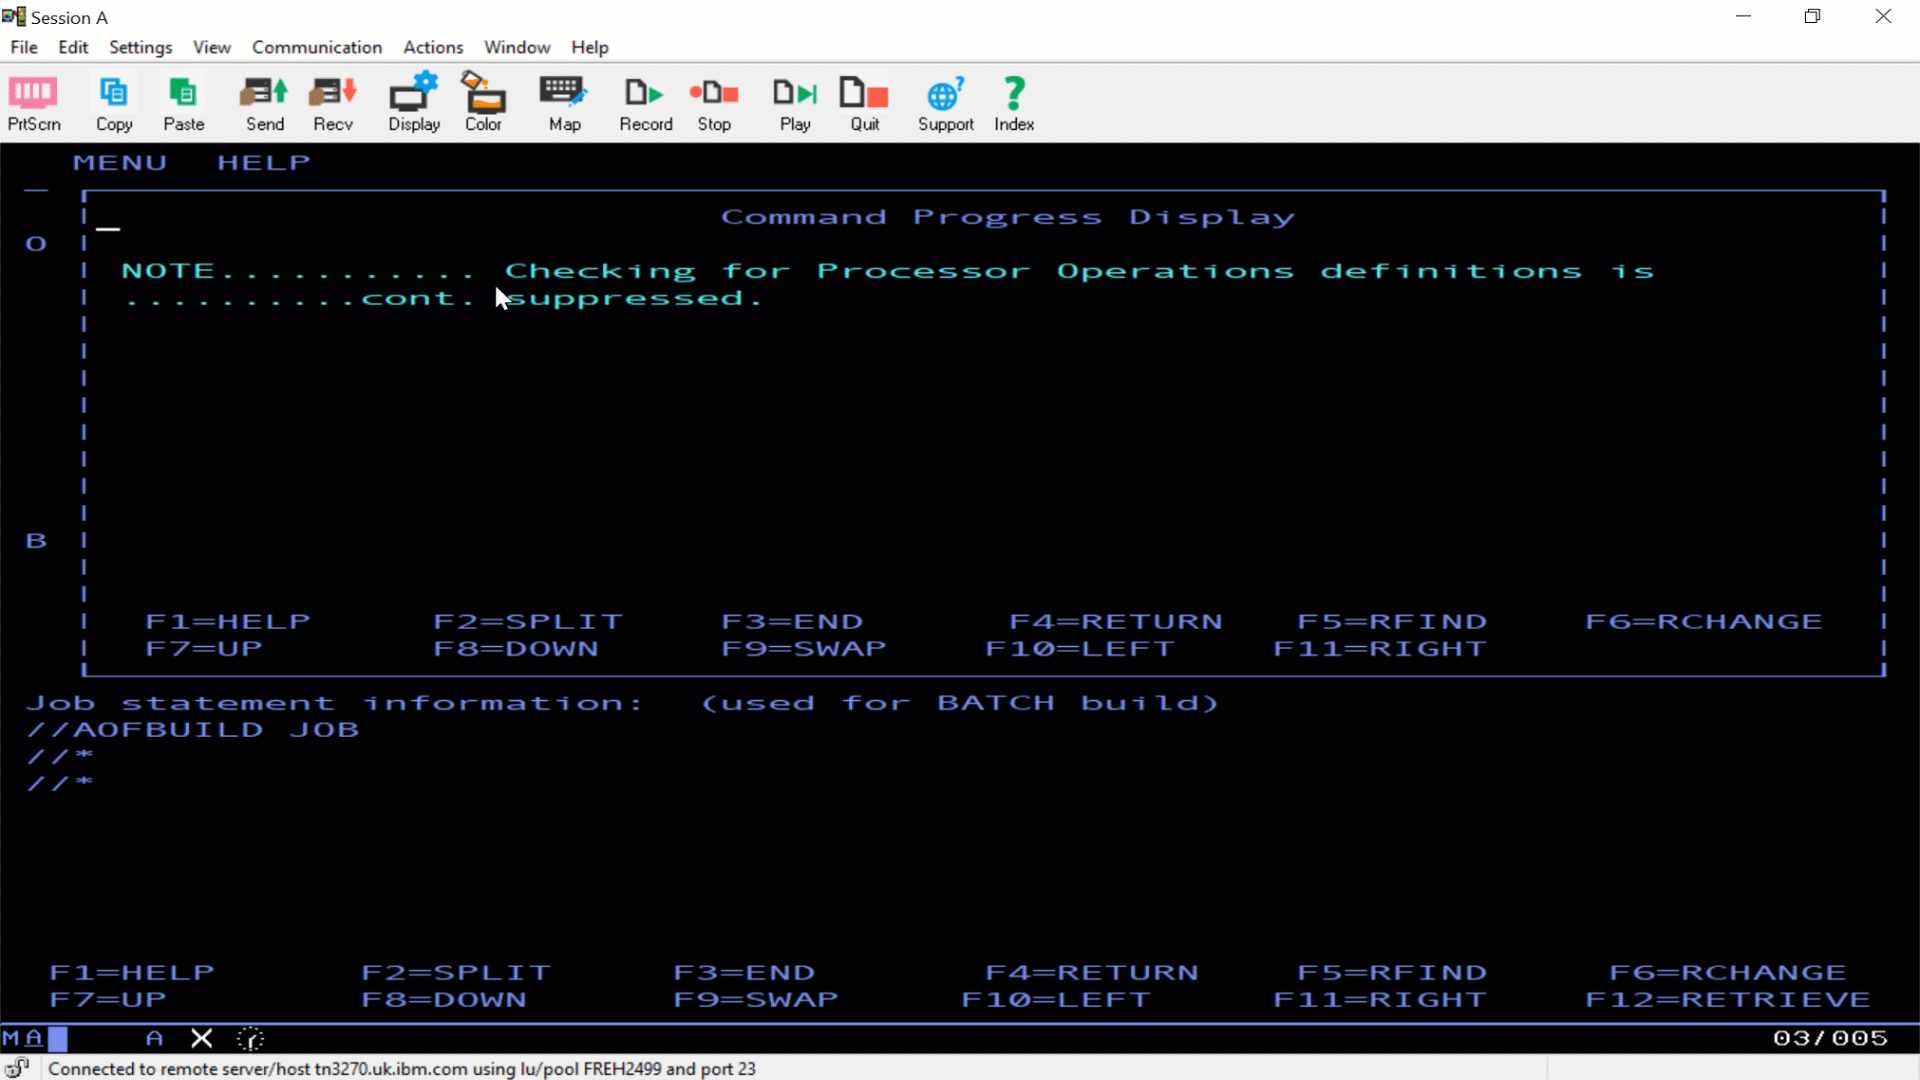 Session A
File Edit Settings View Communication Actions Window Help
PrtScrn Copy Paste Send Recv Display Color Map Record Stop Play Quit Support Index
MENU HELP
Command Progress Display
O
NOTE........... Checking for Processor Operations definitions is
..........cont. suppressed.
B
F1=HELP F2=SPLIT F3=END F4=RETURN F5=RFIND F6=RCHANGE
F7=UP F8=DOWN F9=SWAP F10=LEFT F11=RIGHT
Job statement information: (used for BATCH build)
//AOFBUILD JOB
//*
//*
F1=HELP F2=SPLIT F3=END F4=RETURN F5=RFIND F6=RCHANGE
F7=UP F8=DOWN F9=SWAP F10=LEFT F11=RIGHT F12=RETRIEVE
MA A X 03/005
Connected to remote server/host tn3270.uk.ibm.com using lu/pool FREH2499 and port 23